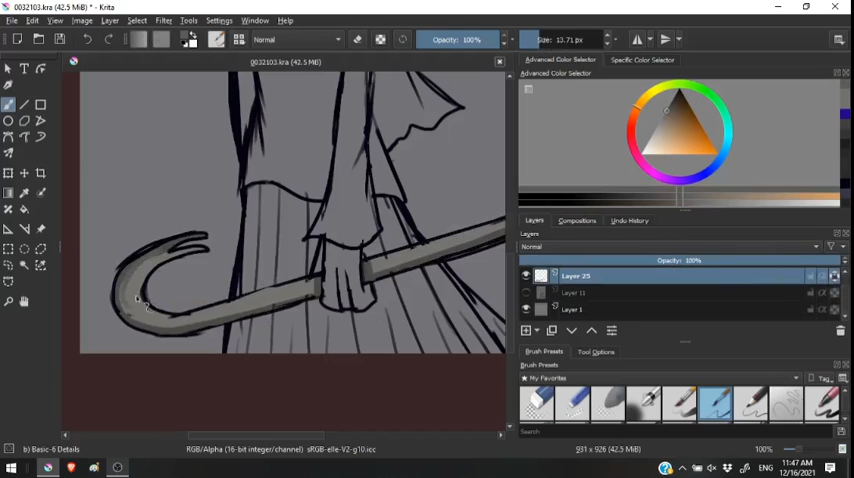 0032103.kra (42.5 MiB) * - Krita
File Edit View Image Layer Select Filter Tools Settings Window Help
Normal Opacity: 100% Size: 13.71 px
0032103.kra (42.5 MiB)
Advanced Color Selector Specific Color Selector
Advanced Color Selector
Layers Compositions Undo History
Layers
Normal
Opacity: 100%
Layer 25
Layer 11
Layer 1
Brush Presets Tool Options
Brush Presets
★ My Favorites Tag
Search
b) Basic-6 Details RGB/Alpha (16-bit integer/channel) sRGB-elle-V2-g10.icc 931 x 926 (42.5 MiB) 100%
ENG 11:47 AM
12/16/2021